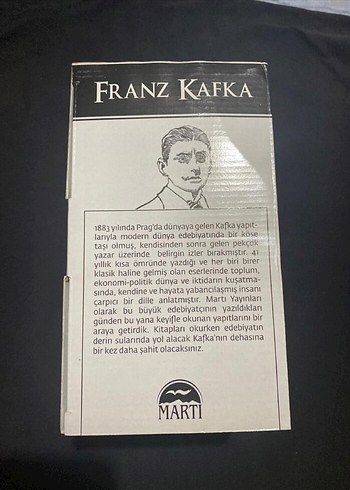 FRANZ KAFKA
1883 yılında Prag'da dünyaya gelen Kafka yapıt-
larıyla modern dünya edebiyatında bir köşe
taşı olmuş, kendisinden sonra gelen pekçok
yazar üzerinde belirgin izler bırakmıştır. 41
yıllık kısa ömründe yazdığı ve her biri birer
klasik haline gelmiş olan eserlerinde toplum,
ekonomi-politik dünya ve iktidarın kuşatma-
sında, kendine ve hayata yabancılaşmış insanı
çarpıcı bir dille anlatmıştır. Martı Yayınları
olarak bu büyük edebiyatçının yazıldıkları
günden bu yana keyifle okunan yapıtlarını bir
araya getirdik. Kitapları okurken edebiyatın
derin sularında yol alacak Kafka'nın dehasına
bir kez daha şahit olacaksınız.
MARTI